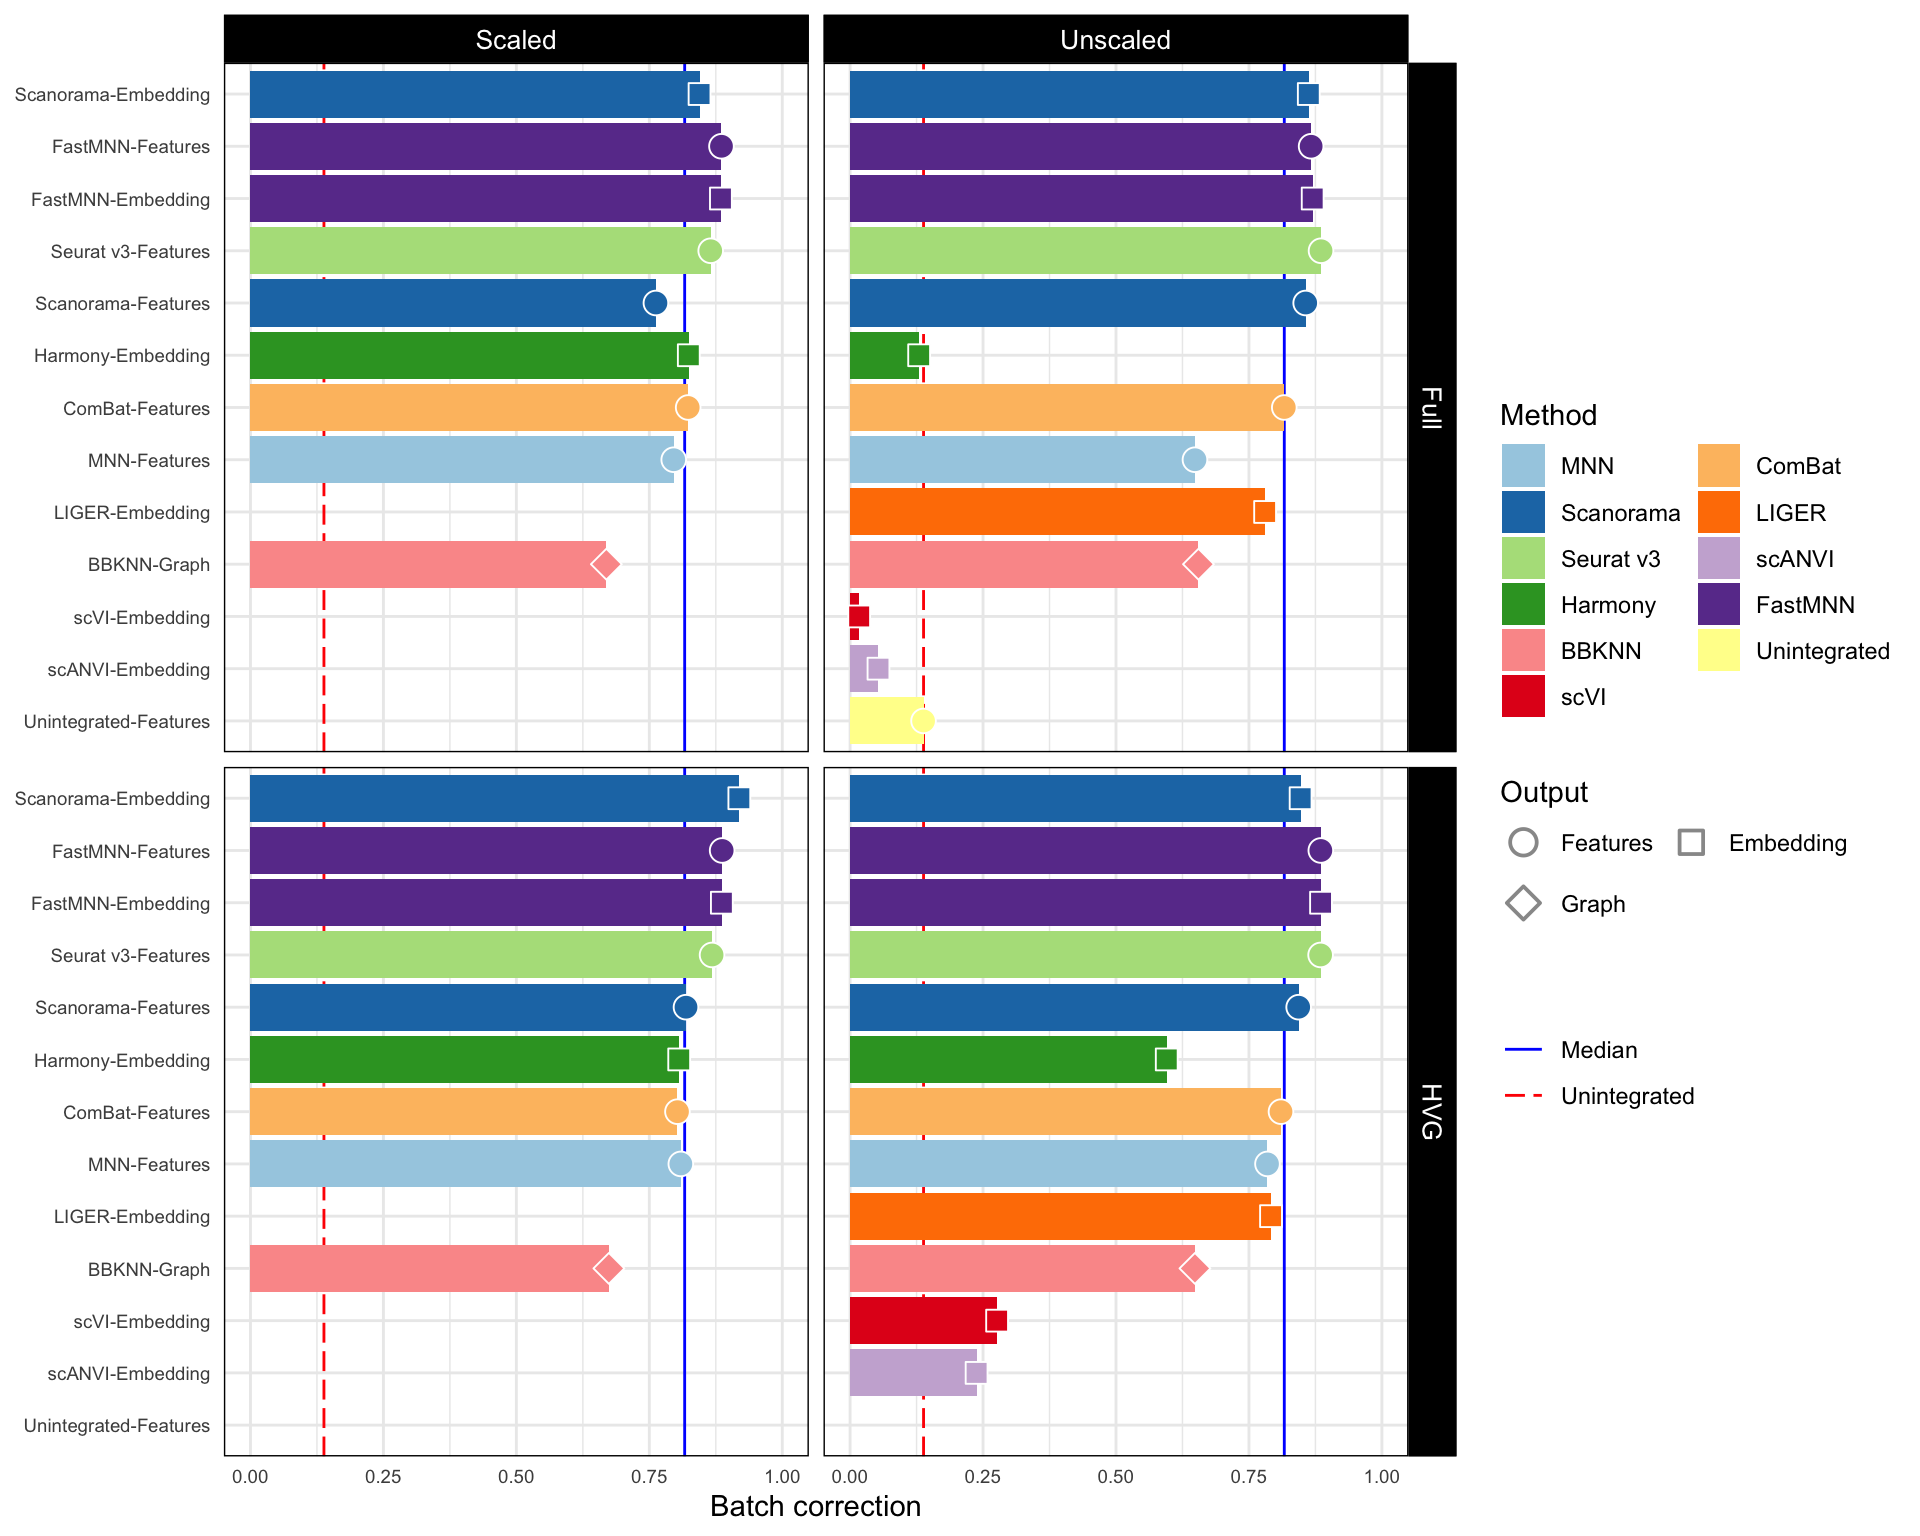 Scaled
Unscaled
Scanorama-Embedding
FastMNN-Features
FastMNN-Embedding
Seurat v3-Features
Scanorama-Features
Harmony-Embedding
ComBat-Features
MNN-Features
LIGER-Embedding
BBKNN-Graph
scVI-Embedding
scANVI-Embedding
Unintegrated-Features
Full
Scanorama-Embedding
FastMNN-Features
FastMNN-Embedding
Seurat v3-Features
Scanorama-Features
Harmony-Embedding
ComBat-Features
MNN-Features
LIGER-Embedding
BBKNN-Graph
scVI-Embedding
scANVI-Embedding
Unintegrated-Features
HVG
0.00 0.25 0.50 0.75 1.00
0.00 0.25 0.50 0.75 1.00
Batch correction
Method
MNN
Scanorama
Seurat v3
Harmony
BBKNN
scVI
ComBat
LIGER
scANVI
FastMNN
Unintegrated
Output
Features
Embedding
Graph
Median
Unintegrated